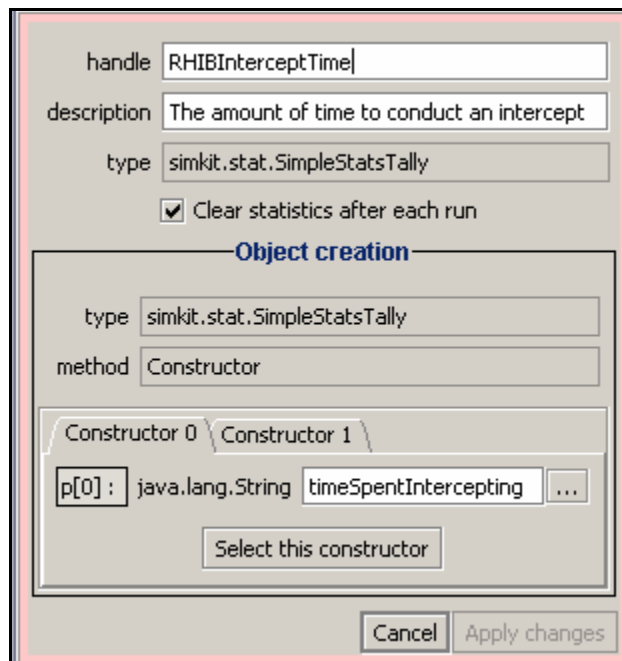 handle RHIBInterceptTime
description The amount of time to conduct an intercept
type simkit.stat.SimpleStatsTally
Clear statistics after each run
Object creation
type simkit.stat.SimpleStatsTally
method Constructor
Constructor 0 Constructor 1
p[0] : java.lang.String timeSpentIntercepting ...
Select this constructor
Cancel Apply changes